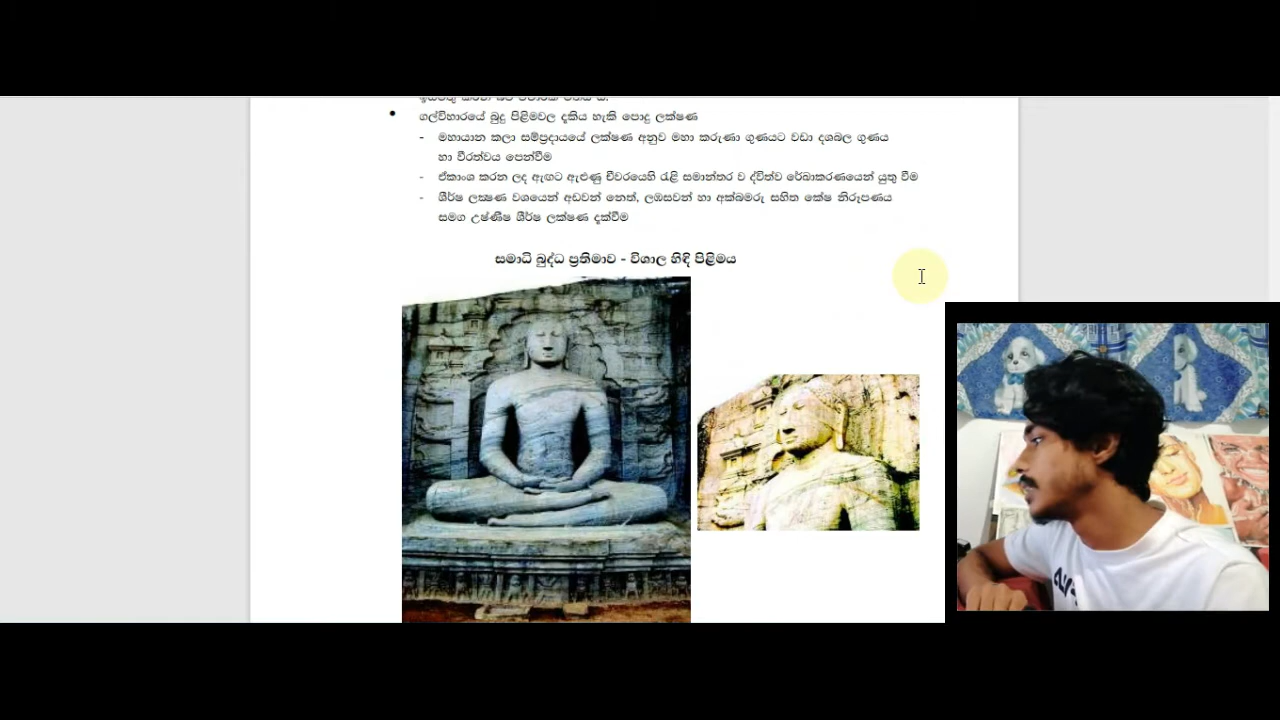 ගල්විහාරයේ බුදු පිළිමවල දැකිය හැකි පොදු ලක්ෂණ
- මහායාන කලා සම්ප්‍රදායයේ ලක්ෂණ අනුව මහා කරුණා ගුණයට වඩා දශබල ගුණය
හා වීරත්වය පෙන්වීම
- ඒකාංශ කරන ලද ඇඟට ඇළුණු චීවරයෙහි රැළි සමාන්තර ව ද්විත්ව රේඛාකරණයෙන් යුතු වීම
- ශීර්ෂ ලක්‍ෂණ වශයෙන් අඩවන් නෙත්, ලඹසවන් හා අක්බමරු සහිත කේෂ නිරූපණය
සමග උෂ්ණීෂ ශීර්ෂ ලක්ෂණ දැක්වීම
සමාධි බුද්ධ ප්‍රතිමාව - විශාල හිඳි පිළිමය